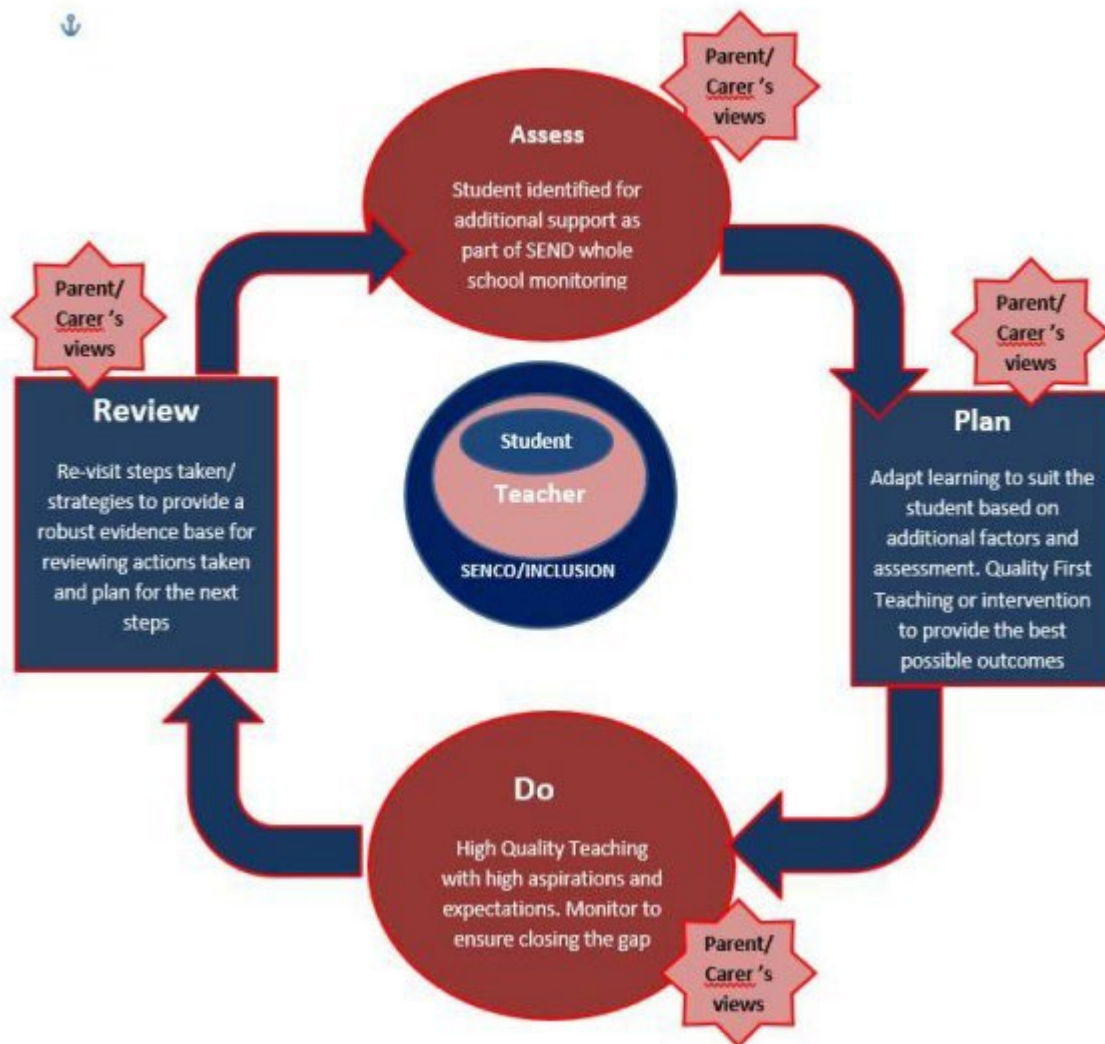 Parent/
Carer 's
views
Assess
Student identified for
additional support as
part of SEND whole
school monitoring
Parent/
Carer 's
views
Review
Re-visit steps taken/
strategies to provide a
robust evidence base for
reviewing actions taken
and plan for the next
steps
Student
Teacher
SENCO/INCLUSION
Parent/
Carer 's
views
Plan
Adapt learning to suit the
student based on
additional factors and
assessment. Quality First
Teaching or intervention
to provide the best
possible outcomes
Do
High Quality Teaching
with high aspirations and
expectations. Monitor to
ensure closing the gap
Parent/
Carer 's
views